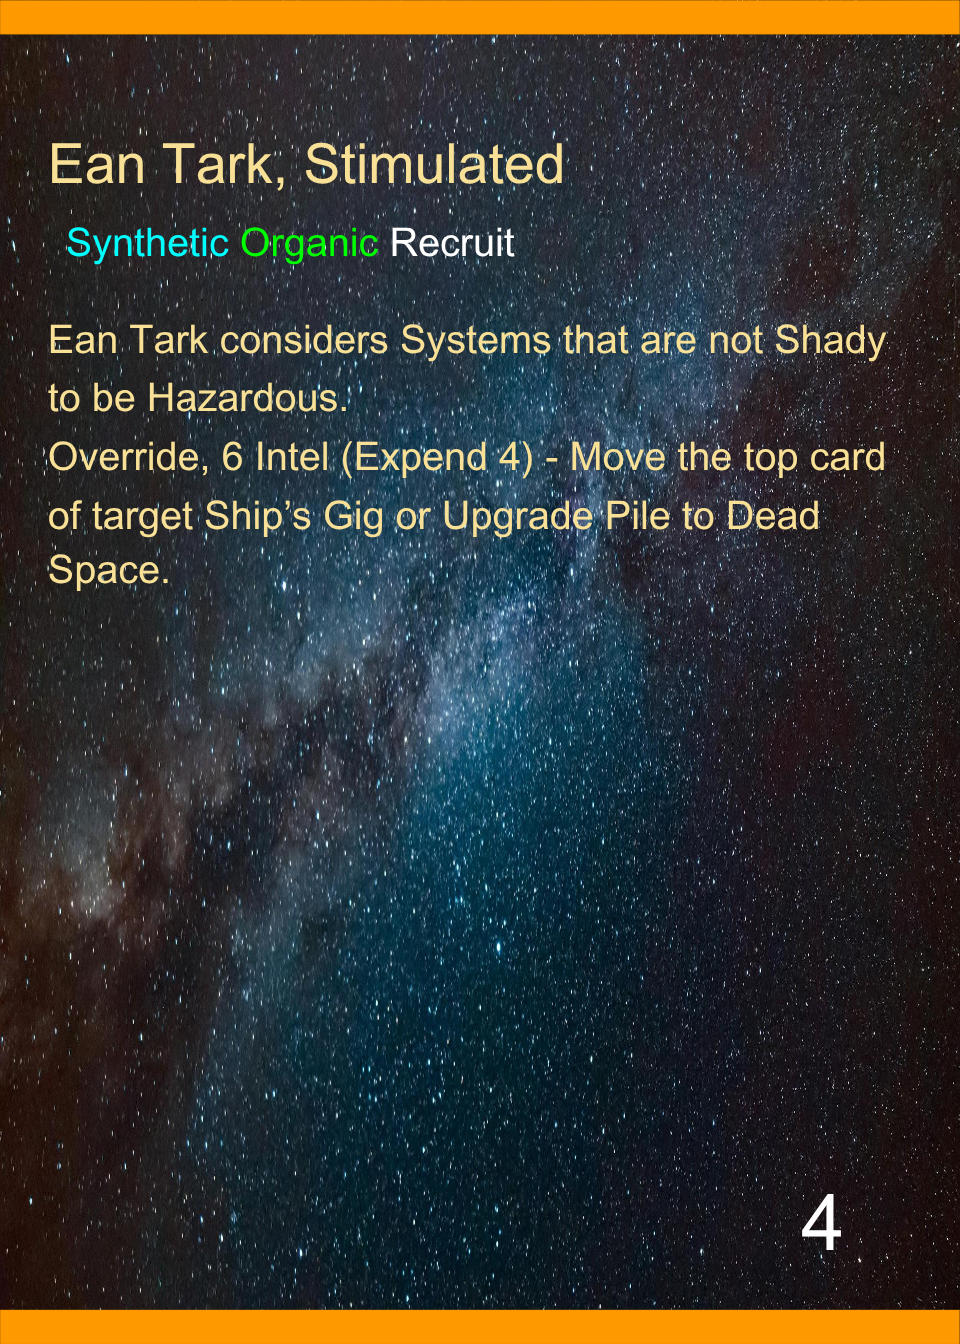 Ean Tark, Stimulated
Synthetic Organic Recruit
Ean Tark considers Systems that are not Shady
to be Hazardous.
Override, 6 Intel (Expend 4) - Move the top card
of target Ship’s Gig or Upgrade Pile to Dead
Space.
4